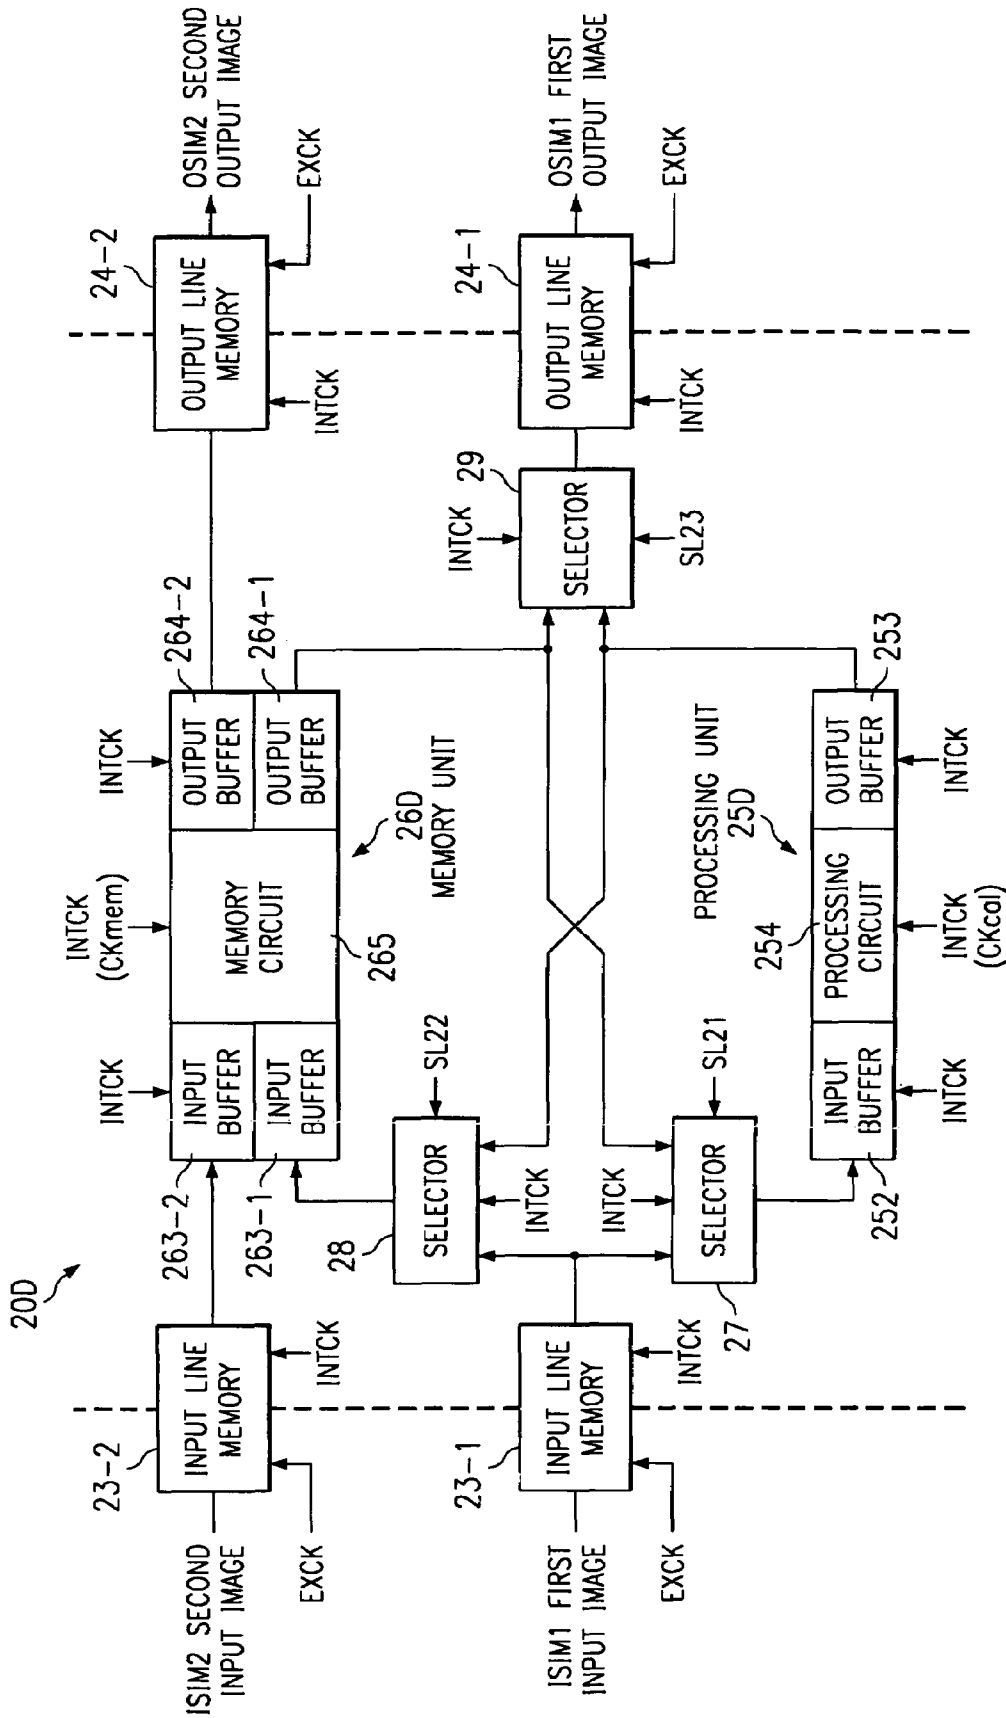 20D
ISIM2 SECOND
INPUT IMAGE
EXCK
23-2
INPUT LINE
MEMORY
INTCK
263-2
263-1
INPUT
BUFFER
INPUT
BUFFER
INTCK
INTCK
(CKmem)
MEMORY
CIRCUIT
265
26D
MEMORY UNIT
INTCK
OUTPUT
BUFFER
OUTPUT
BUFFER
264-2
264-1
24-2
OUTPUT LINE
MEMORY
INTCK
EXCK
OSIM2 SECOND
OUTPUT IMAGE
ISIM1 FIRST
INPUT IMAGE
EXCK
23-1
INPUT LINE
MEMORY
INTCK
28
SELECTOR
SL22
INTCK
INTCK
27
SELECTOR
SL21
INTCK
29
SELECTOR
SL23
24-1
OUTPUT LINE
MEMORY
INTCK
EXCK
OSIM1 FIRST
OUTPUT IMAGE
PROCESSING UNIT
25D
252
INPUT
BUFFER
INTCK
254
PROCESSING
CIRCUIT
INTCK
(CKcal)
253
OUTPUT
BUFFER
INTCK